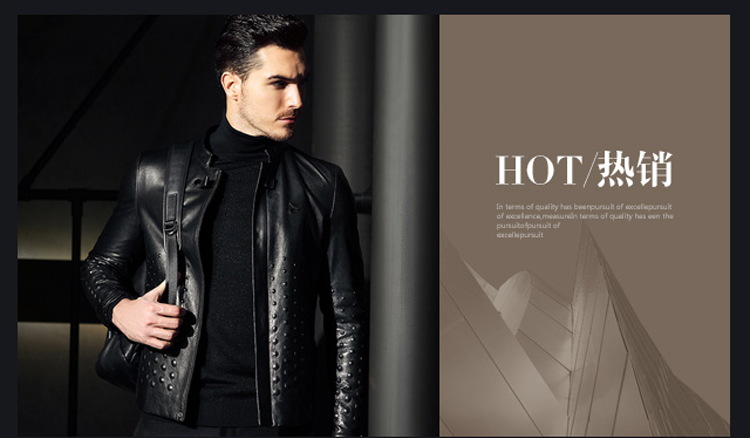 HOT/热销
In terms of quality has beenpursuit of excellepursuit
of excellence,measureIn terms of quality has een the
pursuitofpursuit of
excellepursuit